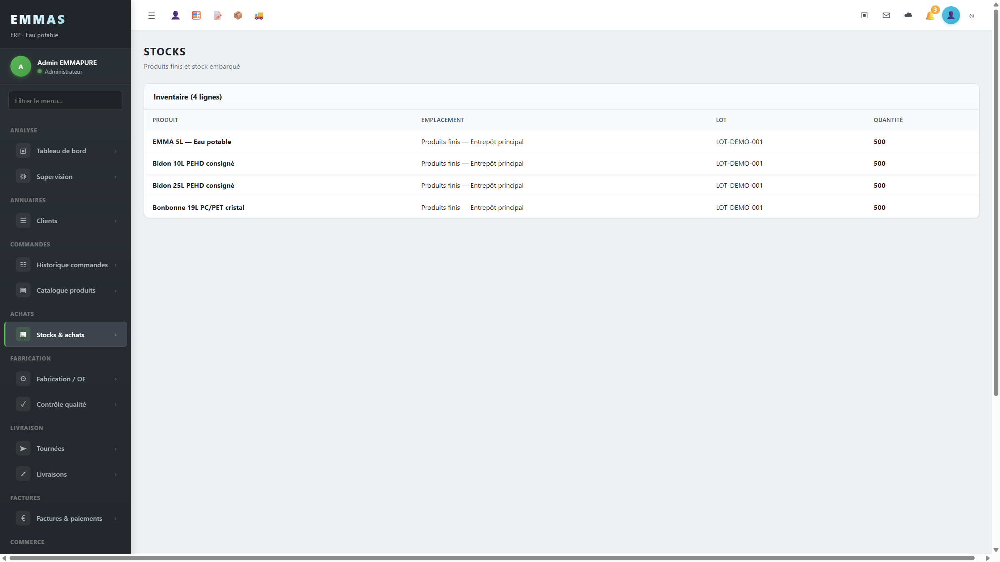 EMMAS
ERP · Eau potable
A
Admin EMMAPURE
Administrateur
Filtrer le menu...
ANALYSE
Tableau de bord
Supervision
ANNUAIRES
Clients
COMMANDES
Historique commandes
Catalogue produits
ACHATS
Stocks & achats
FABRICATION
Fabrication / OF
Contrôle qualité
LIVRAISON
Tournées
Livraisons
FACTURES
€ Factures & paiements
COMMERCE
3
STOCKS
Produits finis et stock embarqué
Inventaire (4 lignes)
PRODUIT EMPLACEMENT LOT QUANTITÉ
EMMA 5L — Eau potable Produits finis — Entrepôt principal LOT-DEMO-001 500
Bidon 10L PEHD consigné Produits finis — Entrepôt principal LOT-DEMO-001 500
Bidon 25L PEHD consigné Produits finis — Entrepôt principal LOT-DEMO-001 500
Bonbonne 19L PC/PET cristal Produits finis — Entrepôt principal LOT-DEMO-001 500